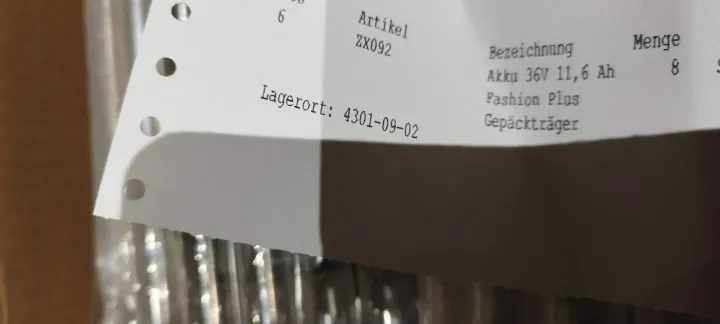 Artikel
Bezeichnung
Menge
6
ZX092
Akku 36V 11,6 Ah
8
Fashion Plus
Gepäckträger
Lagerort: 4301-09-02